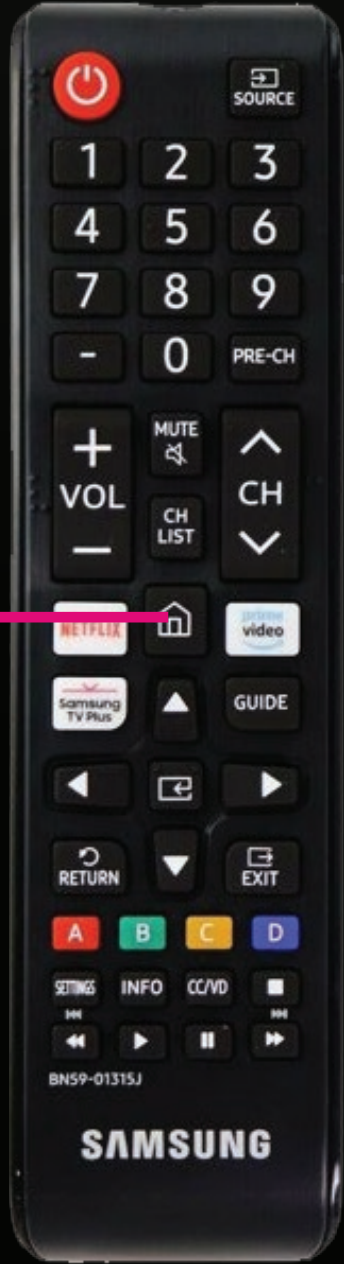 SOURCE
1 2 3
4 5 6
7 8 9
- 0 PRE-CH
+ MUTE
VOL CH
− CH
LIST
NETFLIX prime
video
Samsung
TV Plus GUIDE
RETURN EXIT
A B C D
SETTINGS INFO CC/VD
BN59-01315J
SAMSUNG